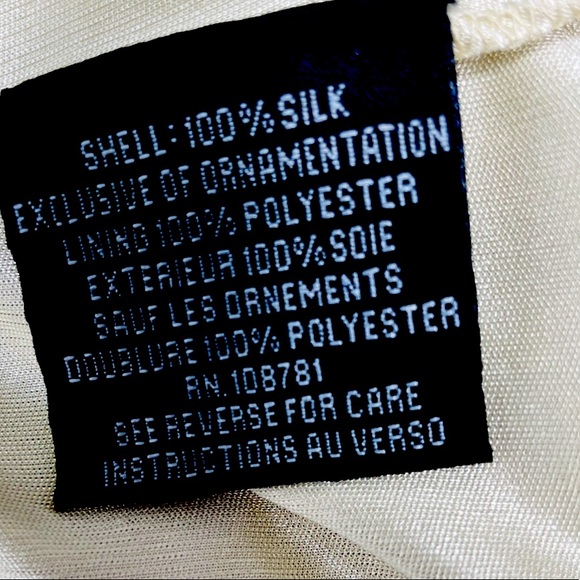 SHELL: 100% SILK
EXCLUSIVE OF ORNAMENTATION
LINING 100% POLYESTER
EXTERIEUR 100% SOIE
SAUF LES ORNEMENTS
DOUBLURE 100% POLYESTER
RN. 108781
SEE REVERSE FOR CARE
INSTRUCTIONS AU VERSO